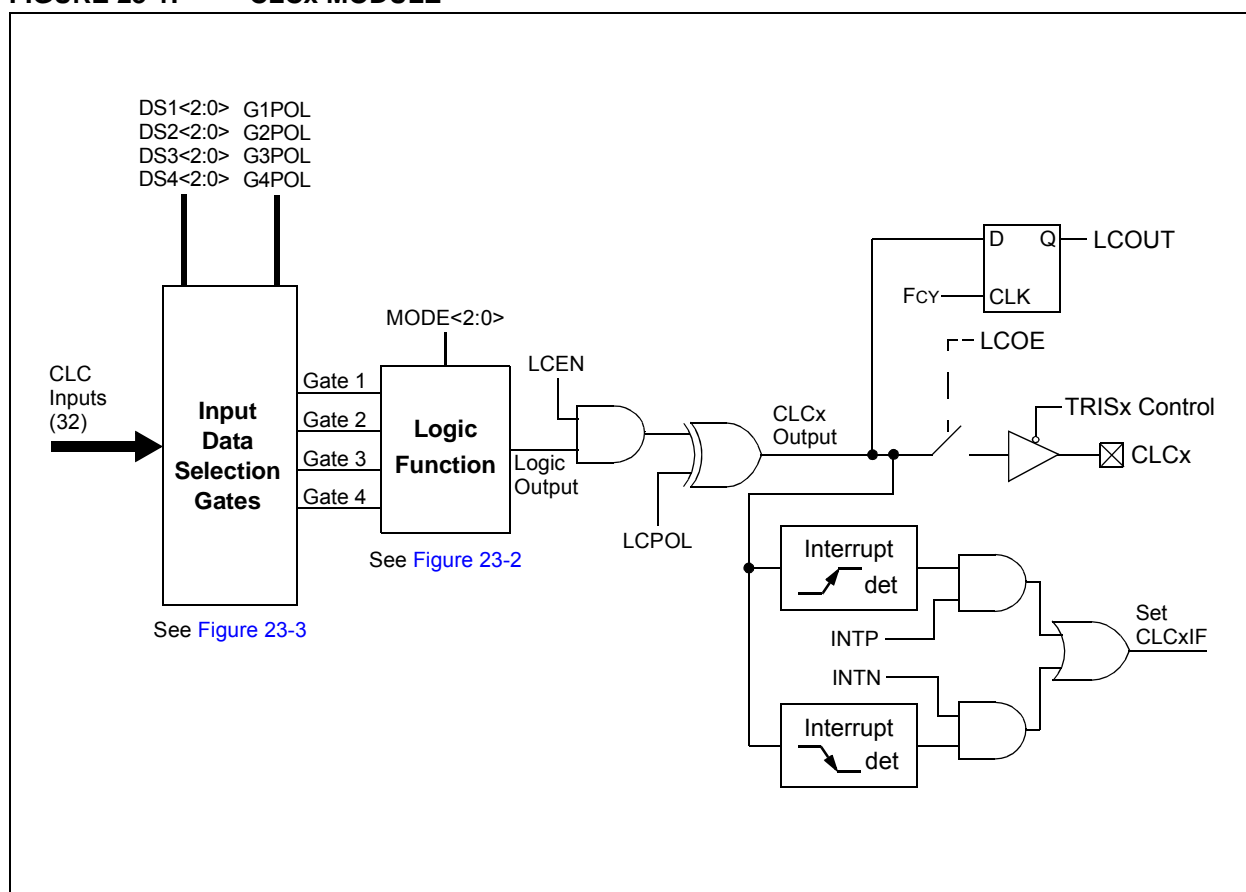 DS1<2:0> G1POL
DS2<2:0> G2POL
DS3<2:0> G3POL
DS4<2:0> G4POL
D Q LCOUT
FCY CLK
MODE<2:0>
LCOE
LCEN
CLC
Inputs
(32)
Gate 1
Gate 2
Gate 3
Gate 4
Input
Data
Selection
Gates
Logic
Function
Logic
Output
CLCx
Output
TRISx Control
CLCx
LCPOL
See Figure 23-2
See Figure 23-3
Interrupt
det
INTP
INTN
Set
CLCxIF
Interrupt
det